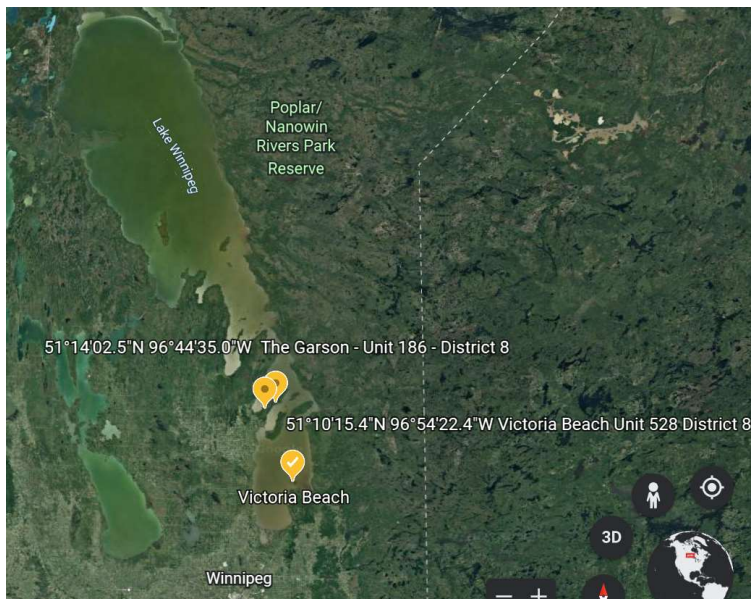 Poplar/
Nanowin
Rivers Park
Reserve
Lake Winnipeg
51°14'02.5"N 96°44'35.0"W The Garson - Unit 186 - District 8
51°10'15.4"N 96°54'22.4"W Victoria Beach Unit 528 District 8
Victoria Beach
3D
Winnipeg